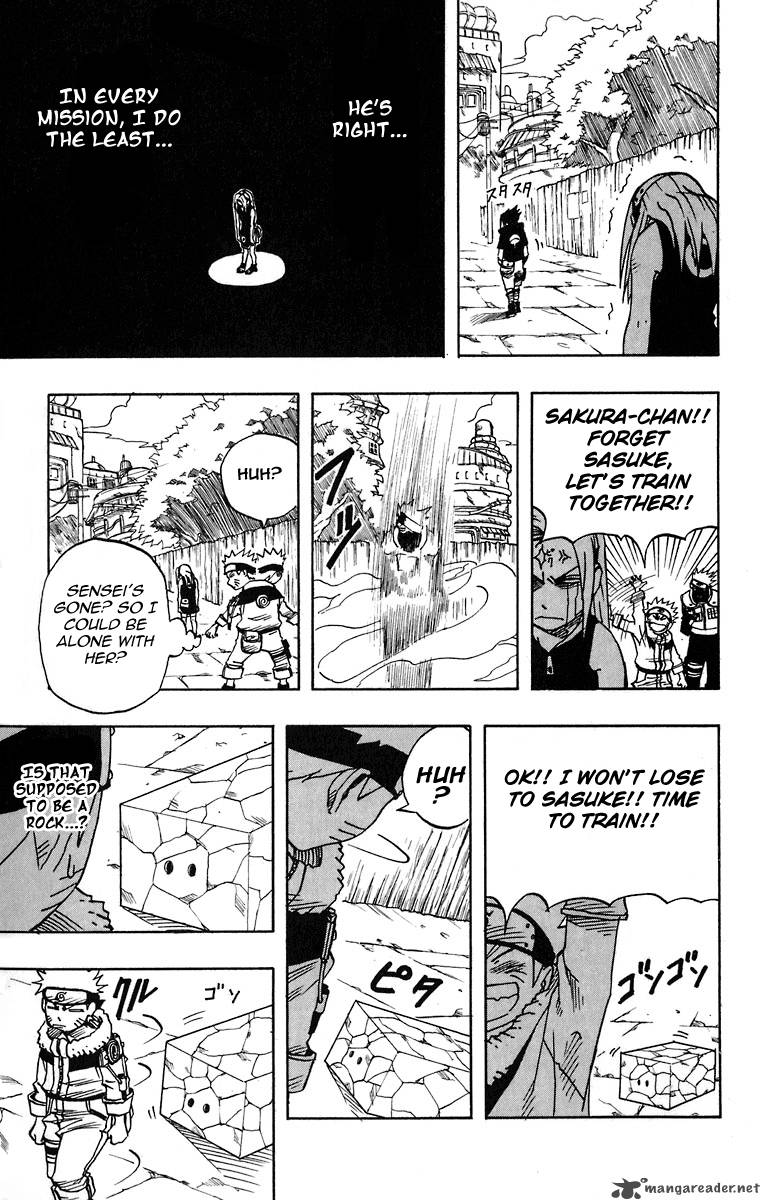 スタスタ
HE'S
RIGHT...
IN EVERY
MISSION, I DO
THE LEAST...
SAKURA-CHAN!!
FORGET
SASUKE,
LET'S TRAIN
TOGETHER!!
バッ
HUH?
SENSEI'S
GONE? SO I
COULD BE
ALONE WITH
HER?
OK!! I WON'T LOSE
TO SASUKE!! TIME
TO TRAIN!!
ゴソゴソ
HUH
?
ピタ
IS THAT
SUPPOSED
TO BE A
ROCK...?
クル
ゴソ
mangareader.net